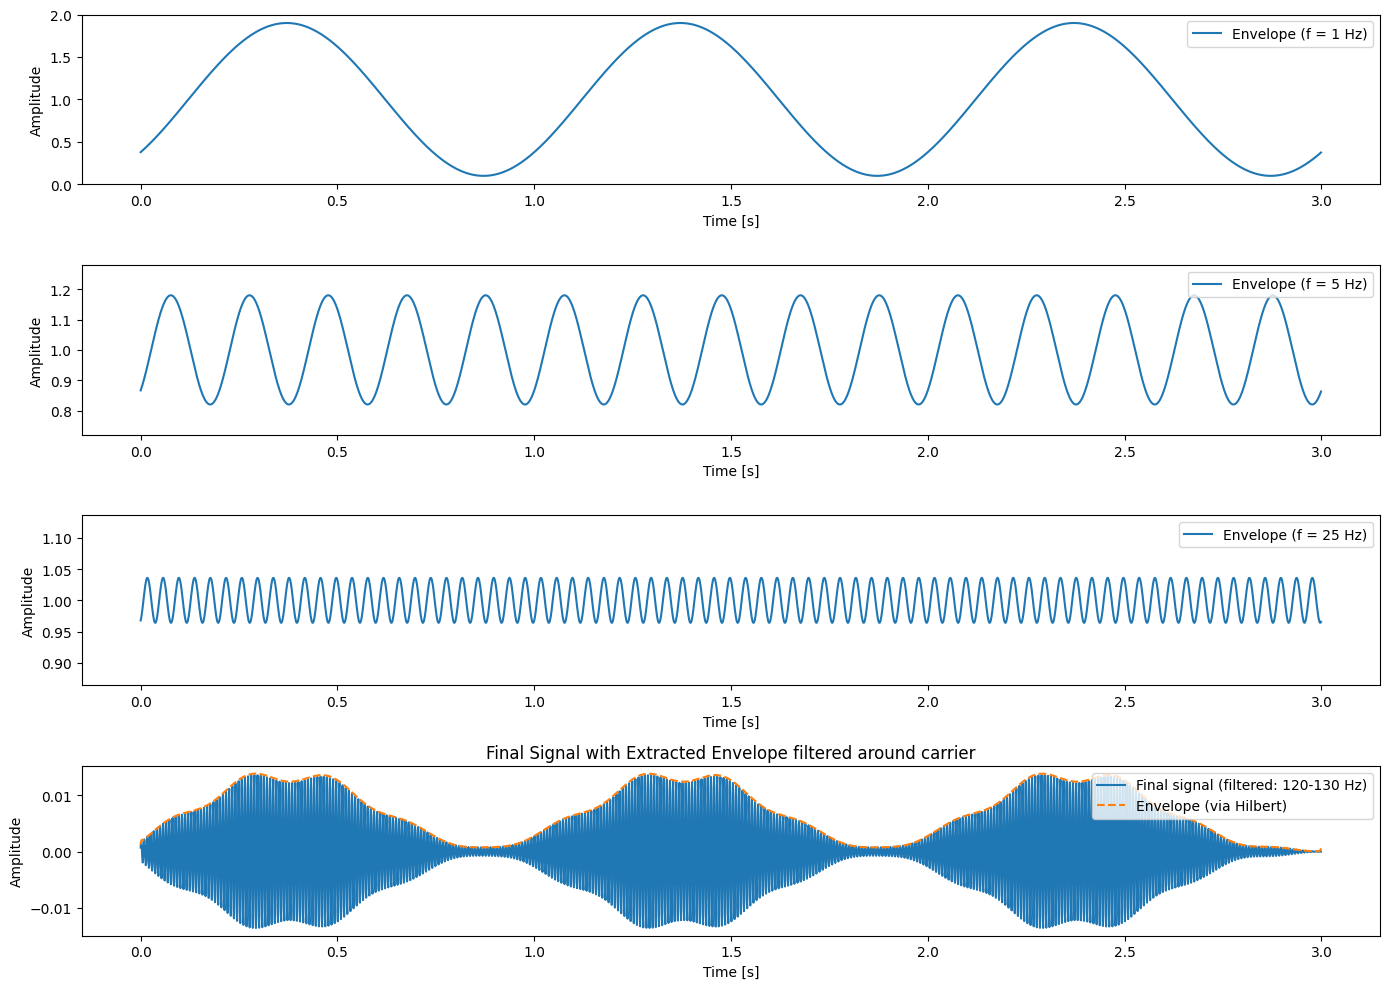 2.0
1.5
1.0
0.5
0.0
Amplitude
Envelope (f = 1 Hz)
0.0 0.5 1.0 1.5 2.0 2.5 3.0
Time [s]
1.2
1.1
1.0
0.9
0.8
Amplitude
Envelope (f = 5 Hz)
0.0 0.5 1.0 1.5 2.0 2.5 3.0
Time [s]
1.10
1.05
1.00
0.95
0.90
Amplitude
Envelope (f = 25 Hz)
0.0 0.5 1.0 1.5 2.0 2.5 3.0
Time [s]
Final Signal with Extracted Envelope filtered around carrier
0.01
0.00
−0.01
Amplitude
Final signal (filtered: 120-130 Hz)
Envelope (via Hilbert)
0.0 0.5 1.0 1.5 2.0 2.5 3.0
Time [s]